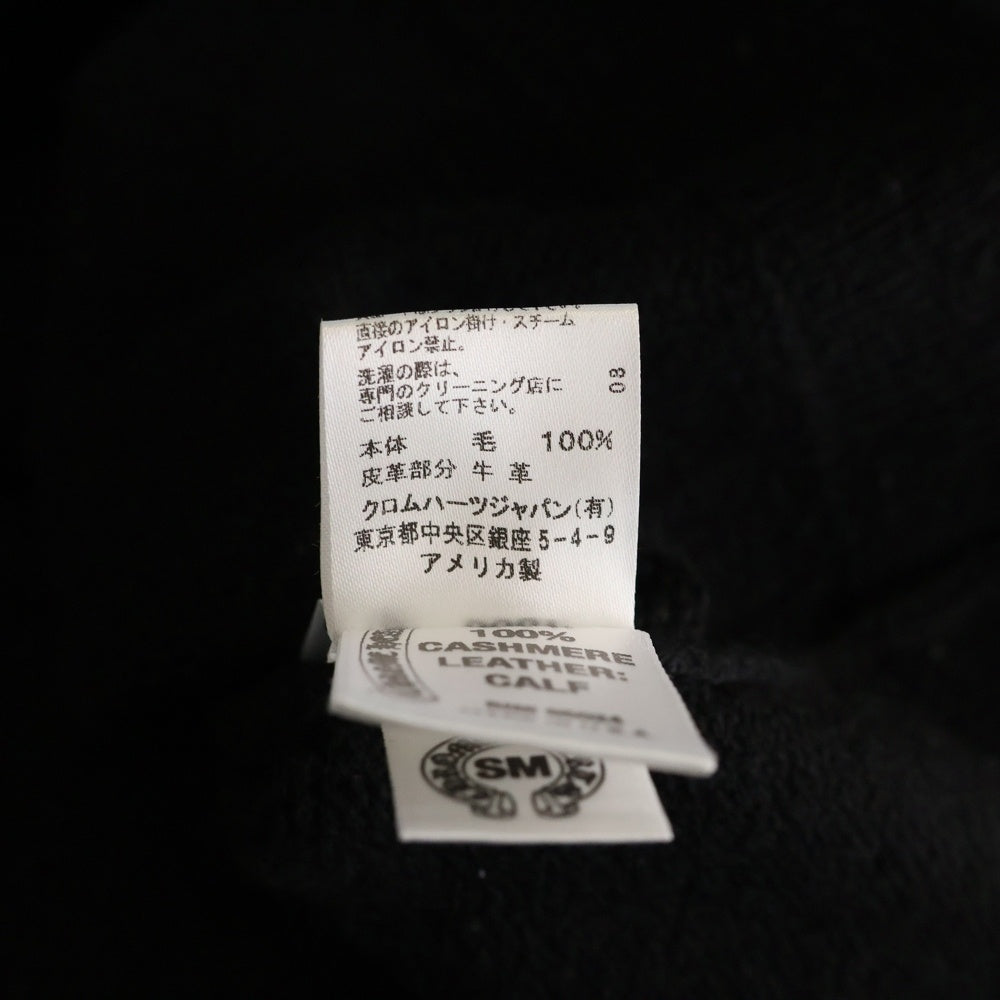 直接のアイロン掛け・スチーム
アイロン禁止。
洗濯の際は、
専門のクリーニング店に
ご相談して下さい。
03
本体 毛 100%
皮革部分 牛革
クロムハーツジャパン(有)
東京都中央区銀座5-4-9
アメリカ製
100%
CASHMERE
LEATHER:
CALF
SM